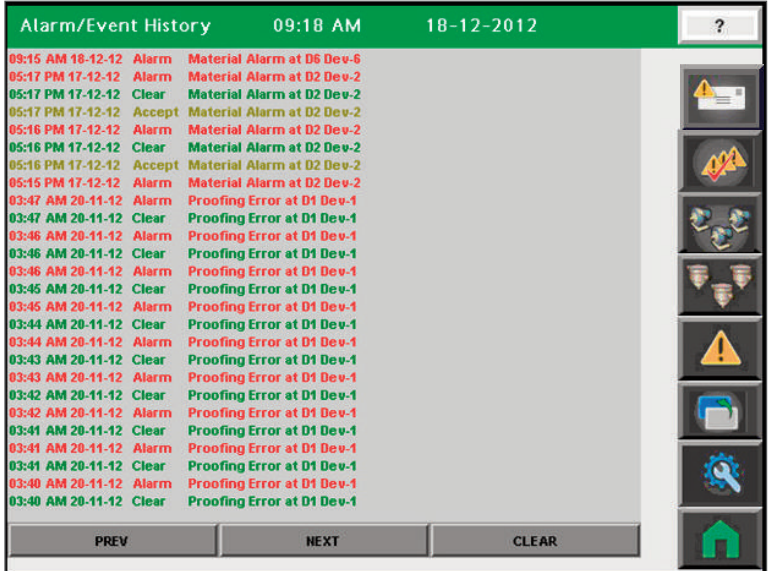 Alarm/Event History 09:18 AM 18-12-2012 ?
09:15 AM 18-12-12 Alarm Material Alarm at D6 Dev-6
05:17 PM 17-12-12 Alarm Material Alarm at D2 Dev-2
05:17 PM 17-12-12 Clear Material Alarm at D2 Dev-2
05:17 PM 17-12-12 Accept Material Alarm at D2 Dev-2
05:16 PM 17-12-12 Alarm Material Alarm at D2 Dev-2
05:16 PM 17-12-12 Clear Material Alarm at D2 Dev-2
05:16 PM 17-12-12 Accept Material Alarm at D2 Dev-2
05:15 PM 17-12-12 Alarm Material Alarm at D2 Dev-2
03:47 AM 20-11-12 Alarm Proofing Error at D1 Dev-1
03:47 AM 20-11-12 Clear Proofing Error at D1 Dev-1
03:46 AM 20-11-12 Alarm Proofing Error at D1 Dev-1
03:46 AM 20-11-12 Clear Proofing Error at D1 Dev-1
03:46 AM 20-11-12 Alarm Proofing Error at D1 Dev-1
03:45 AM 20-11-12 Clear Proofing Error at D1 Dev-1
03:45 AM 20-11-12 Alarm Proofing Error at D1 Dev-1
03:44 AM 20-11-12 Clear Proofing Error at D1 Dev-1
03:44 AM 20-11-12 Alarm Proofing Error at D1 Dev-1
03:43 AM 20-11-12 Clear Proofing Error at D1 Dev-1
03:43 AM 20-11-12 Alarm Proofing Error at D1 Dev-1
03:42 AM 20-11-12 Clear Proofing Error at D1 Dev-1
03:42 AM 20-11-12 Alarm Proofing Error at D1 Dev-1
03:41 AM 20-11-12 Clear Proofing Error at D1 Dev-1
03:41 AM 20-11-12 Alarm Proofing Error at D1 Dev-1
03:41 AM 20-11-12 Clear Proofing Error at D1 Dev-1
03:40 AM 20-11-12 Alarm Proofing Error at D1 Dev-1
03:40 AM 20-11-12 Clear Proofing Error at D1 Dev-1
PREV NEXT CLEAR